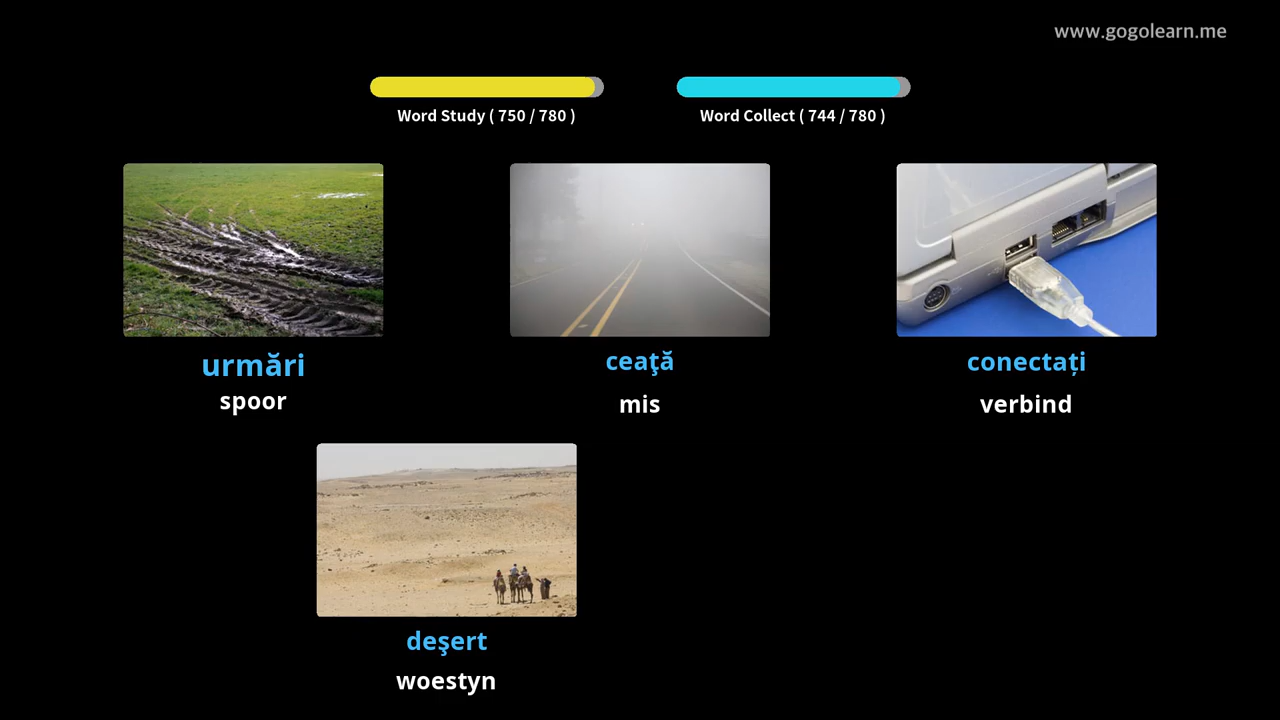 www.gogolearn.me
Word Study ( 750 / 780 )
Word Collect ( 744 / 780 )
urmări
spoor
ceaţă
mis
conectați
verbind
deşert
woestyn